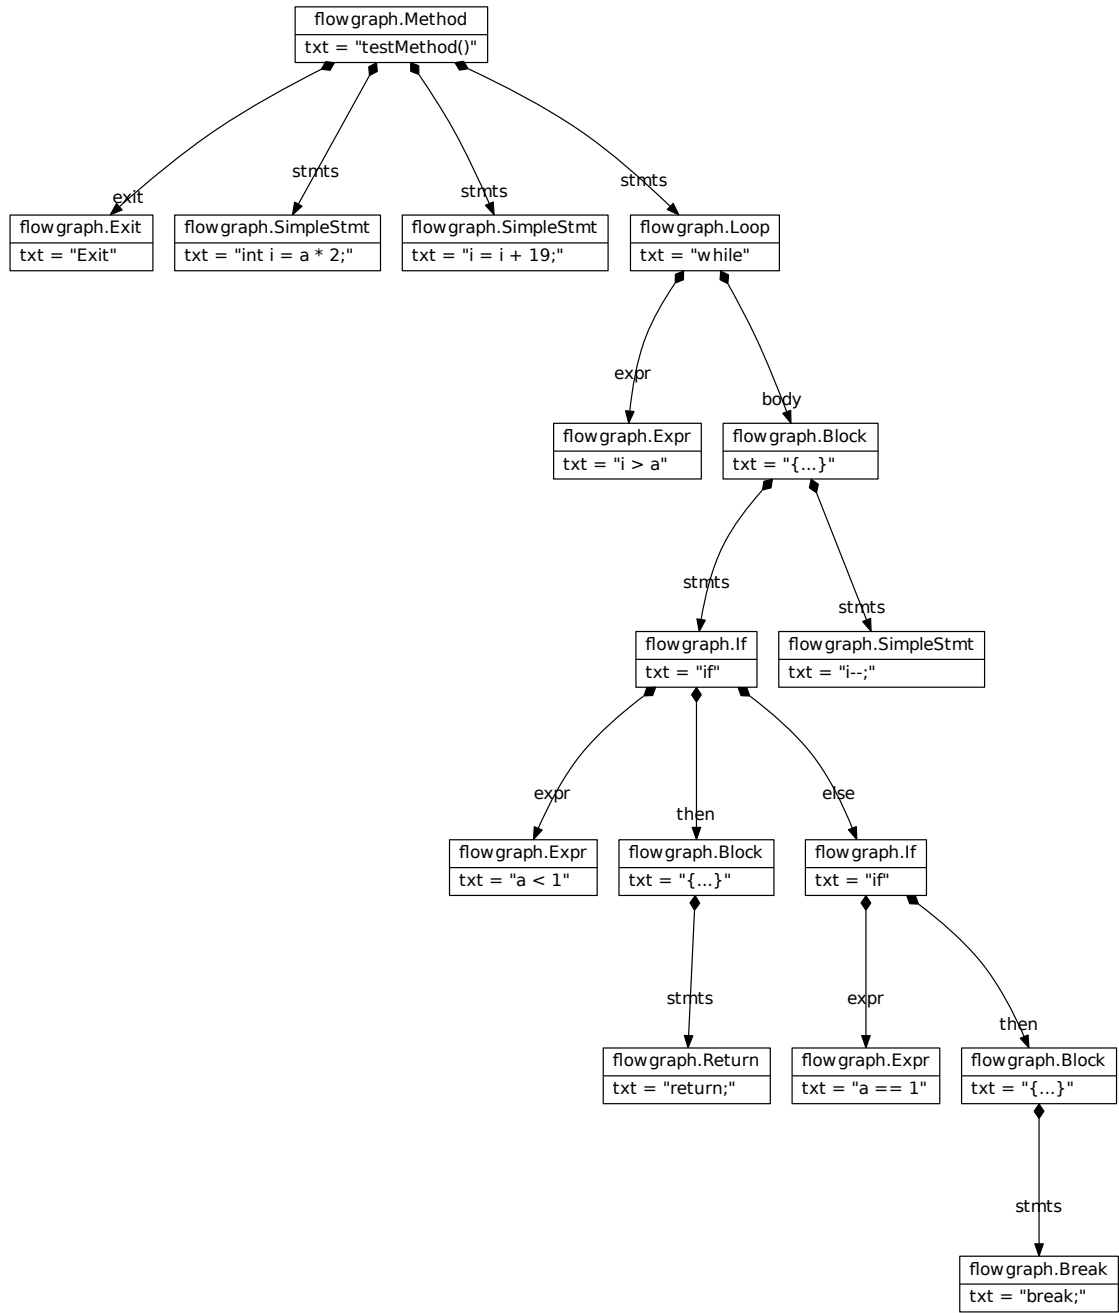 flowgraph.Method
txt = "testMethod()"
exit
stmts
stmts
stmts
flowgraph.Exit
txt = "Exit"
flowgraph.SimpleStmt
txt = "int i = a * 2;"
flowgraph.SimpleStmt
txt = "i = i + 19;"
flowgraph.Loop
txt = "while"
expr
body
flowgraph.Expr
txt = "i > a"
flowgraph.Block
txt = "{...}"
stmts
stmts
flowgraph.If
txt = "if"
flowgraph.SimpleStmt
txt = "i--;"
expr
then
else
flowgraph.Expr
txt = "a < 1"
flowgraph.Block
txt = "{...}"
flowgraph.If
txt = "if"
stmts
expr
then
flowgraph.Return
txt = "return;"
flowgraph.Expr
txt = "a == 1"
flowgraph.Block
txt = "{...}"
stmts
flowgraph.Break
txt = "break;"